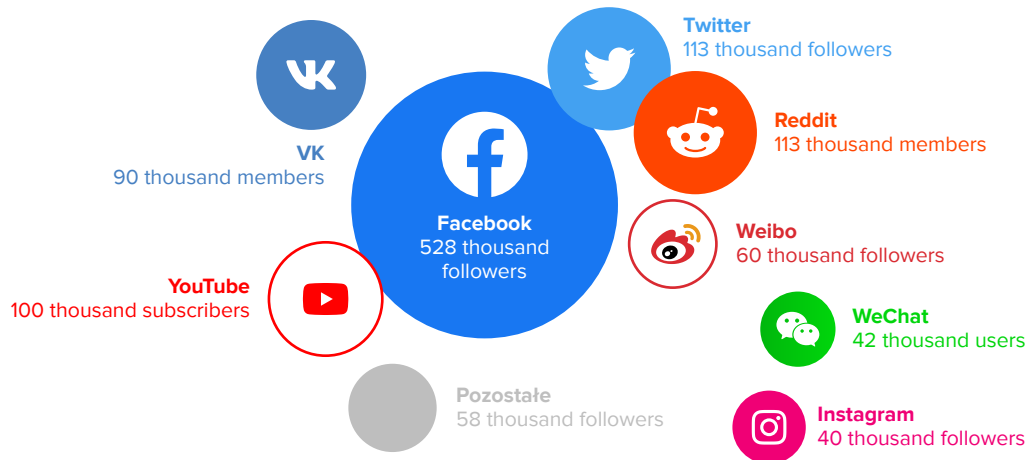 Twitter
113 thousand followers
Reddit
113 thousand members
VK
90 thousand members
Facebook
528 thousand
followers
Weibo
60 thousand followers
YouTube
100 thousand subscribers
WeChat
42 thousand users
Pozostałe
58 thousand followers
Instagram
40 thousand followers